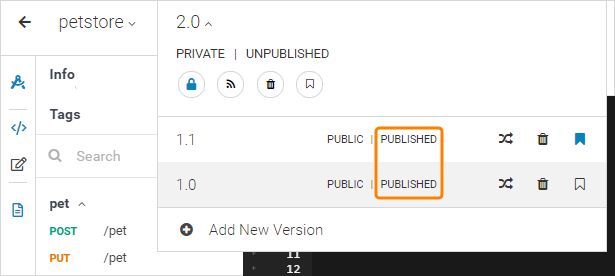 petstore
2.0
PRIVATE | UNPUBLISHED
Info
Tags
Search
1.1 PUBLIC | PUBLISHED
1.0 PUBLIC | PUBLISHED
pet
POST /pet
PUT /pet
Add New Version
11
12